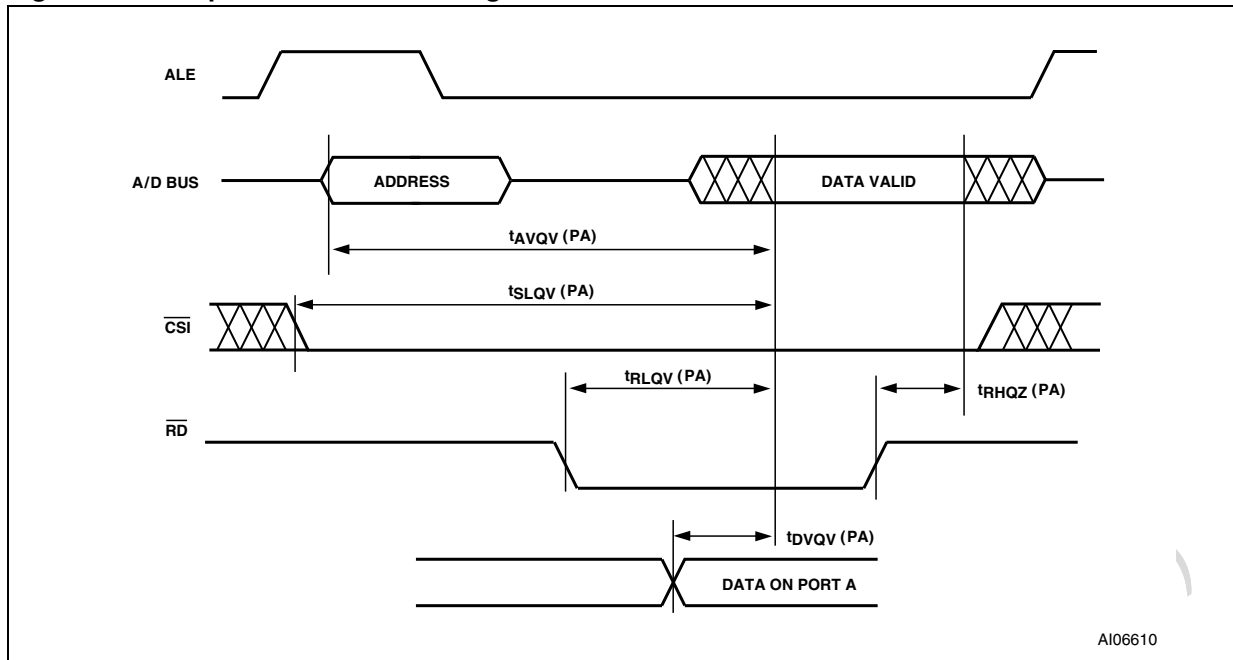 ALE
A/D BUS
ADDRESS
DATA VALID
tAVQV (PA)
tSLQV (PA)
CSI
tRLQV (PA)
tRHQZ (PA)
RD
tDVQV (PA)
DATA ON PORT A
AI06610